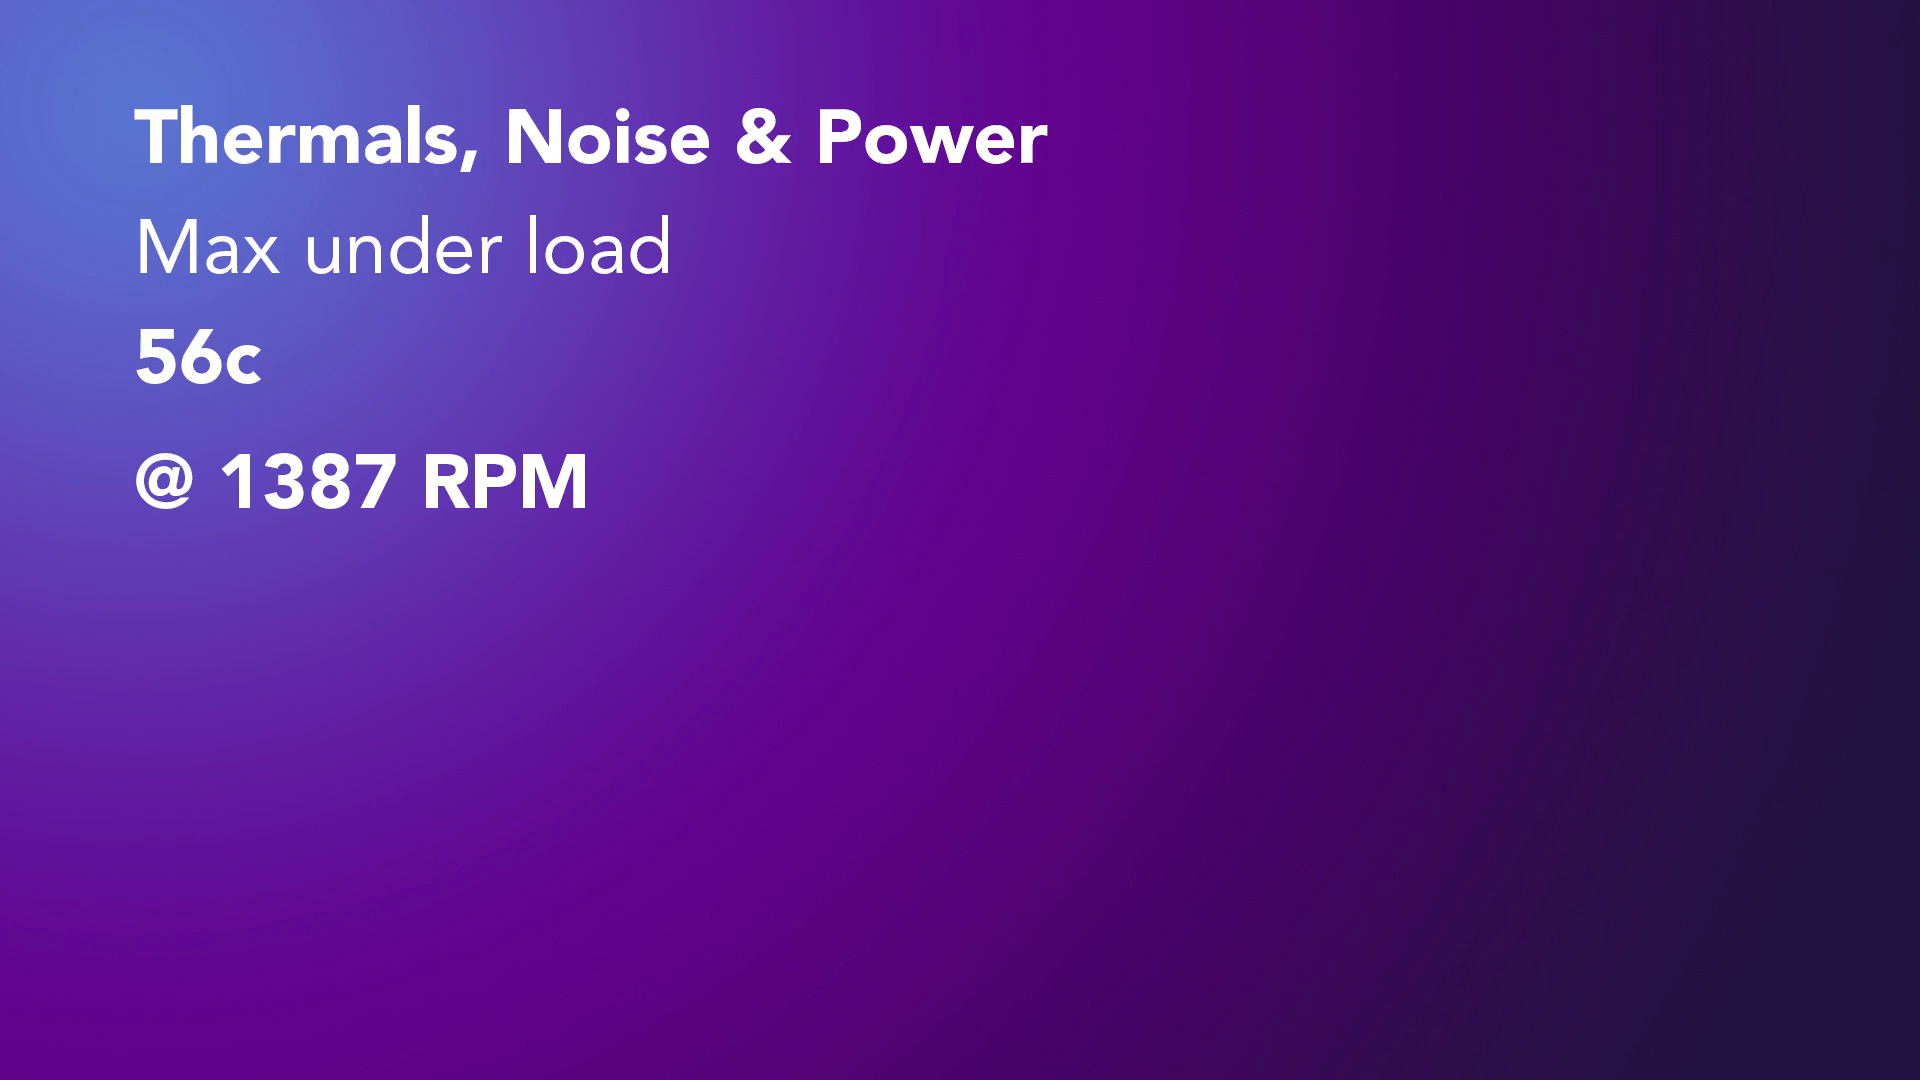 Thermals, Noise & Power
Max under load
56c
@ 1387 RPM